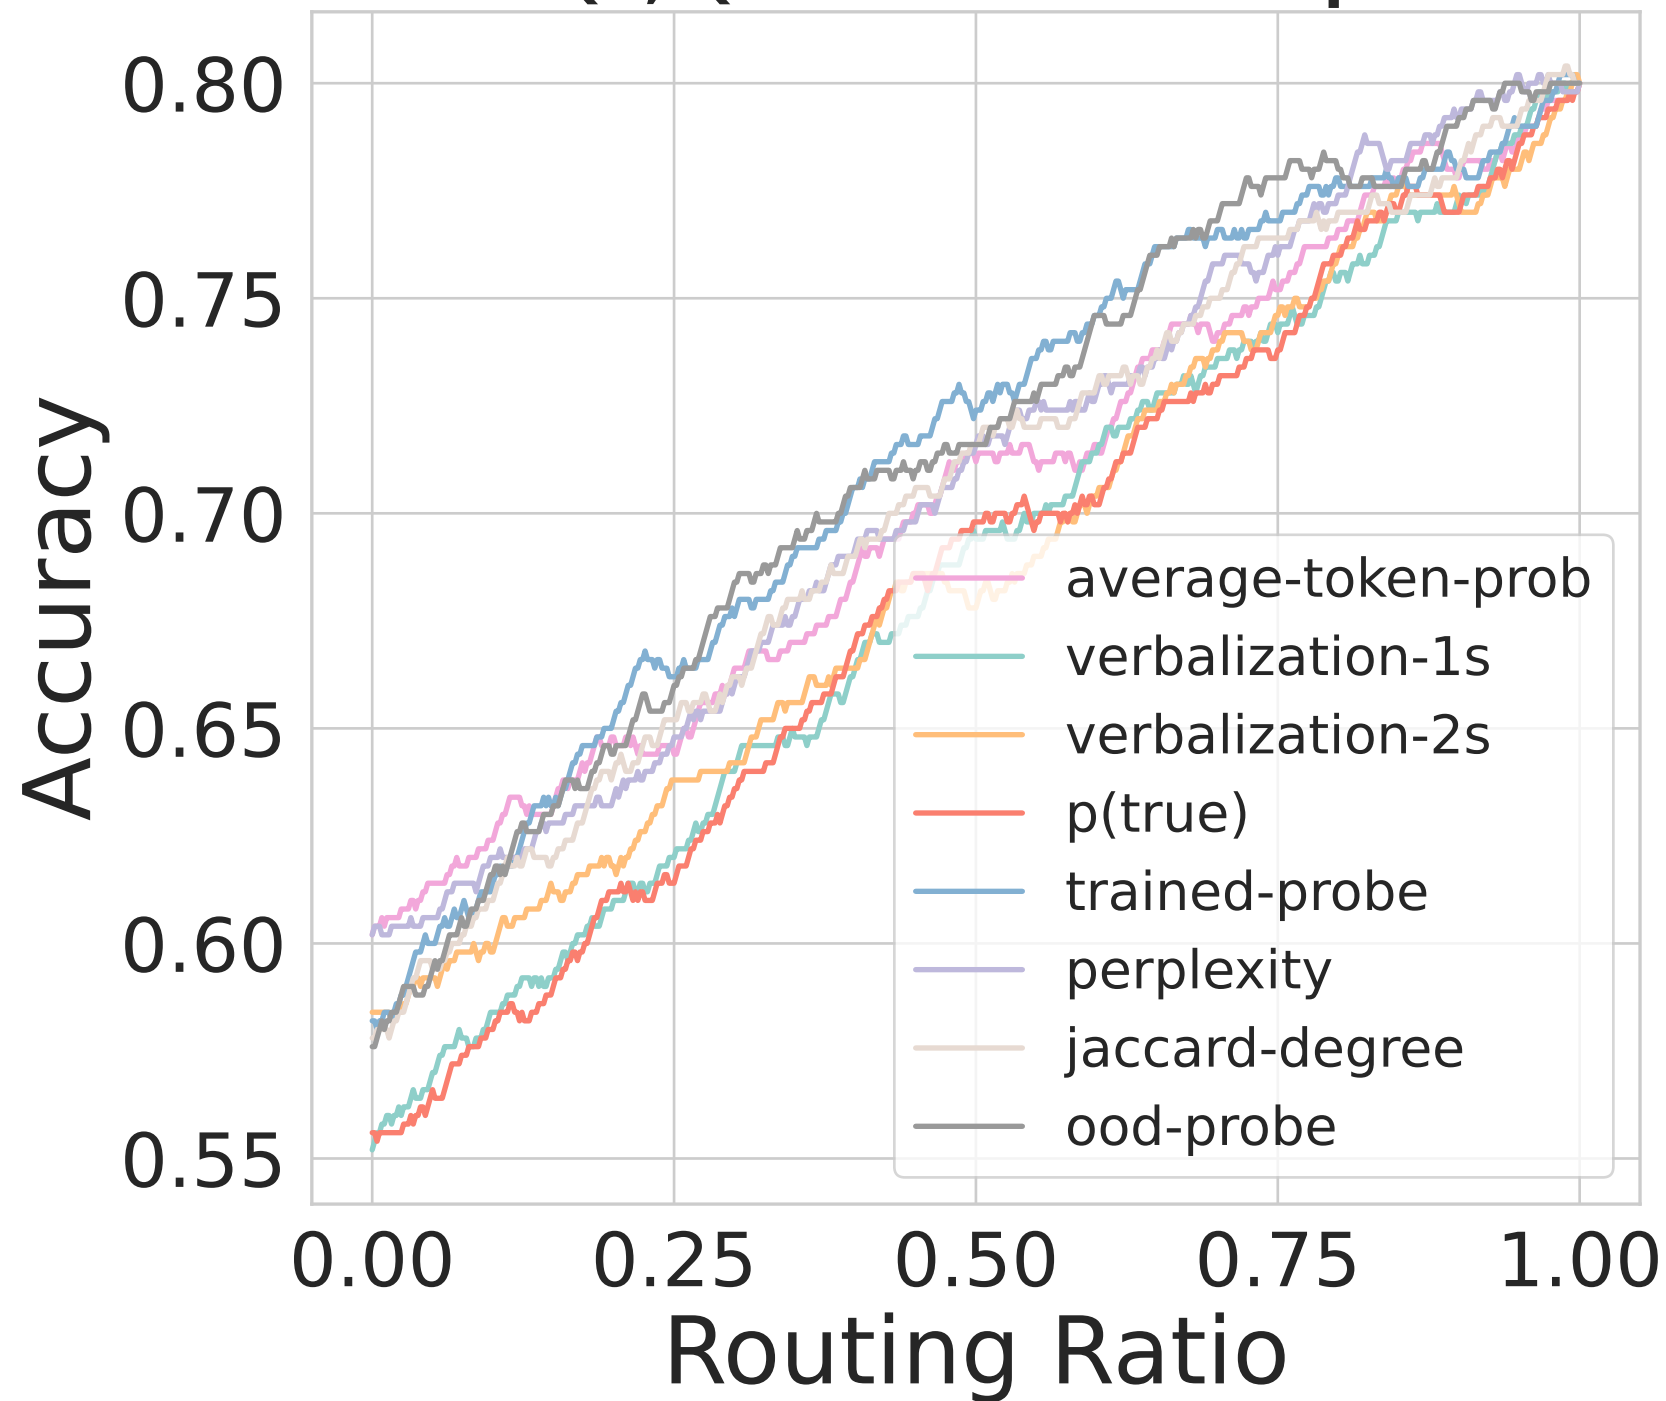 0.80
0.75
0.70
0.65
0.60
0.55
Accuracy
average-token-prob
verbalization-1s
verbalization-2s
p(true)
trained-probe
perplexity
jaccard-degree
ood-probe
0.00 0.25 0.50 0.75 1.00
Routing Ratio